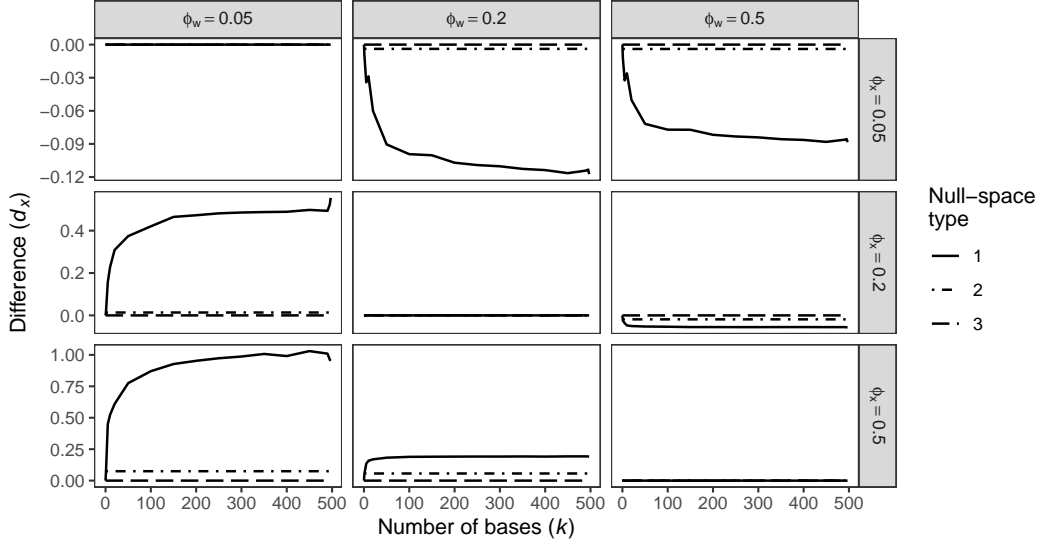 ϕw = 0.05
ϕw = 0.2
ϕw = 0.5
0.00
−0.03
−0.06
−0.09
−0.12
ϕx = 0.05
0.4
0.2
0.0
ϕx = 0.2
1.00
0.75
0.50
0.25
0.00
ϕx = 0.5
0 100 200 300 400 500
0 100 200 300 400 500
0 100 200 300 400 500
Number of bases (k)
Difference (dx)
Null−space
type
1
2
3